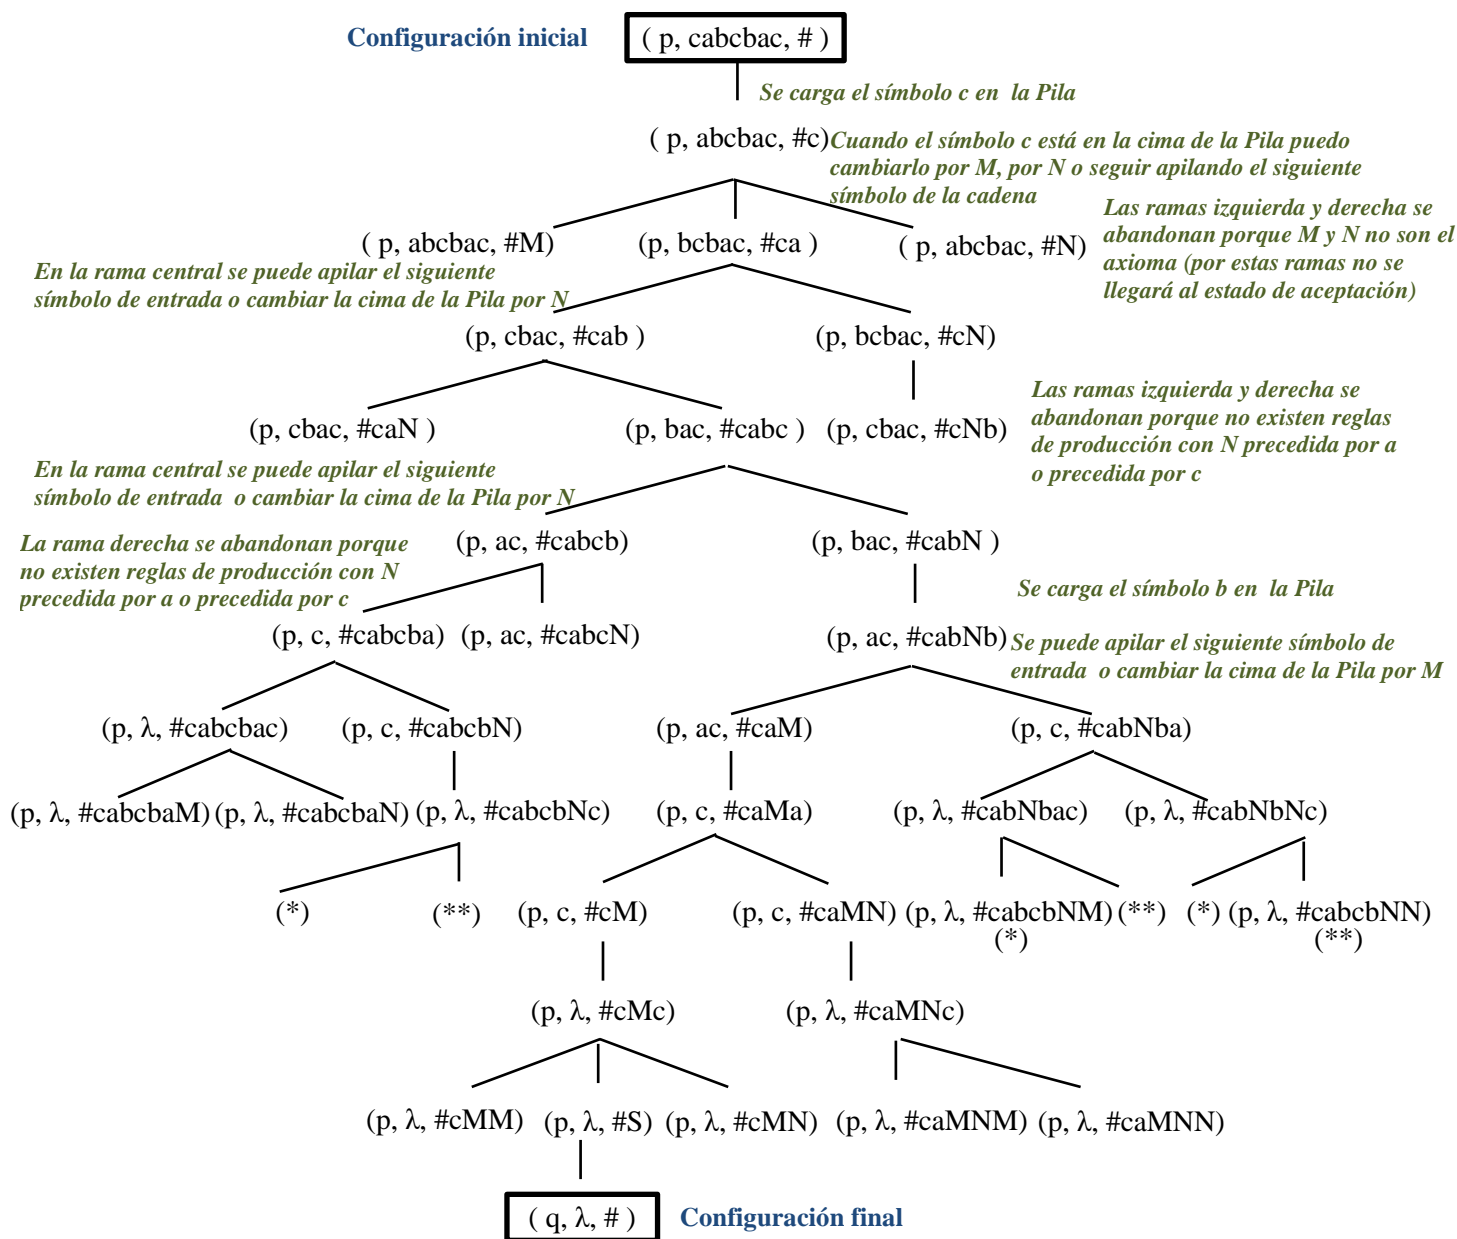 Configuración inicial
( p, cabcbac, # )
Se carga el símbolo c en la Pila
( p, abcbac, #c)
Cuando el símbolo c está en la cima de la Pila puedo
cambiarlo por M, por N o seguir apilando el siguiente
símbolo de la cadena
( p, abcbac, #M)
(p, bcbac, #ca )
( p, abcbac, #N)
Las ramas izquierda y derecha se
abandonan porque M y N no son el
axioma (por estas ramas no se
llegará al estado de aceptación)
En la rama central se puede apilar el siguiente
símbolo de entrada o cambiar la cima de la Pila por N
(p, cbac, #cab )
(p, bcbac, #cN)
(p, cbac, #caN )
(p, bac, #cabc )
(p, cbac, #cNb)
Las ramas izquierda y derecha se
abandonan porque no existen reglas
de producción con N precedida por a
o precedida por c
En la rama central se puede apilar el siguiente
símbolo de entrada o cambiar la cima de la Pila por N
(p, ac, #cabcb)
(p, bac, #cabN )
La rama derecha se abandonan porque
no existen reglas de producción con N
precedida por a o precedida por c
Se carga el símbolo b en la Pila
(p, c, #cabcba)
(p, ac, #cabcN)
(p, ac, #cabNb)
Se puede apilar el siguiente símbolo de
entrada o cambiar la cima de la Pila por M
(p, λ, #cabcbac)
(p, c, #cabcbN)
(p, ac, #caM)
(p, c, #cabNba)
(p, λ, #cabcbaM)
(p, λ, #cabcbaN)
(p, λ, #cabcbNc)
(p, c, #caMa)
(p, λ, #cabNbac)
(p, λ, #cabNbNc)
(*)
(**)
(p, c, #cM)
(p, c, #caMN)
(p, λ, #cabcbNM)
(*)
(**)
(*)
(p, λ, #cabcbNN)
(**)
(p, λ, #cMc)
(p, λ, #caMNc)
(p, λ, #cMM)
(p, λ, #S)
(p, λ, #cMN)
(p, λ, #caMNM)
(p, λ, #caMNN)
( q, λ, # )
Configuración final